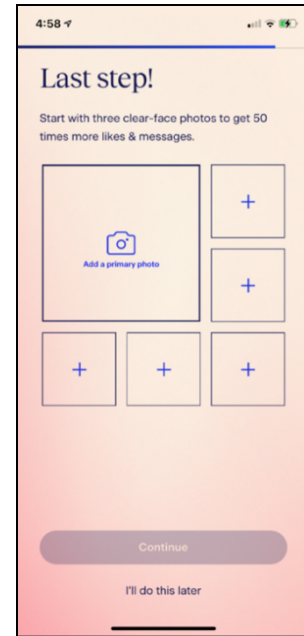 4:58
Last step!
Start with three clear-face photos to get 50
times more likes & messages.
Add a primary photo
Continue
I'll do this later